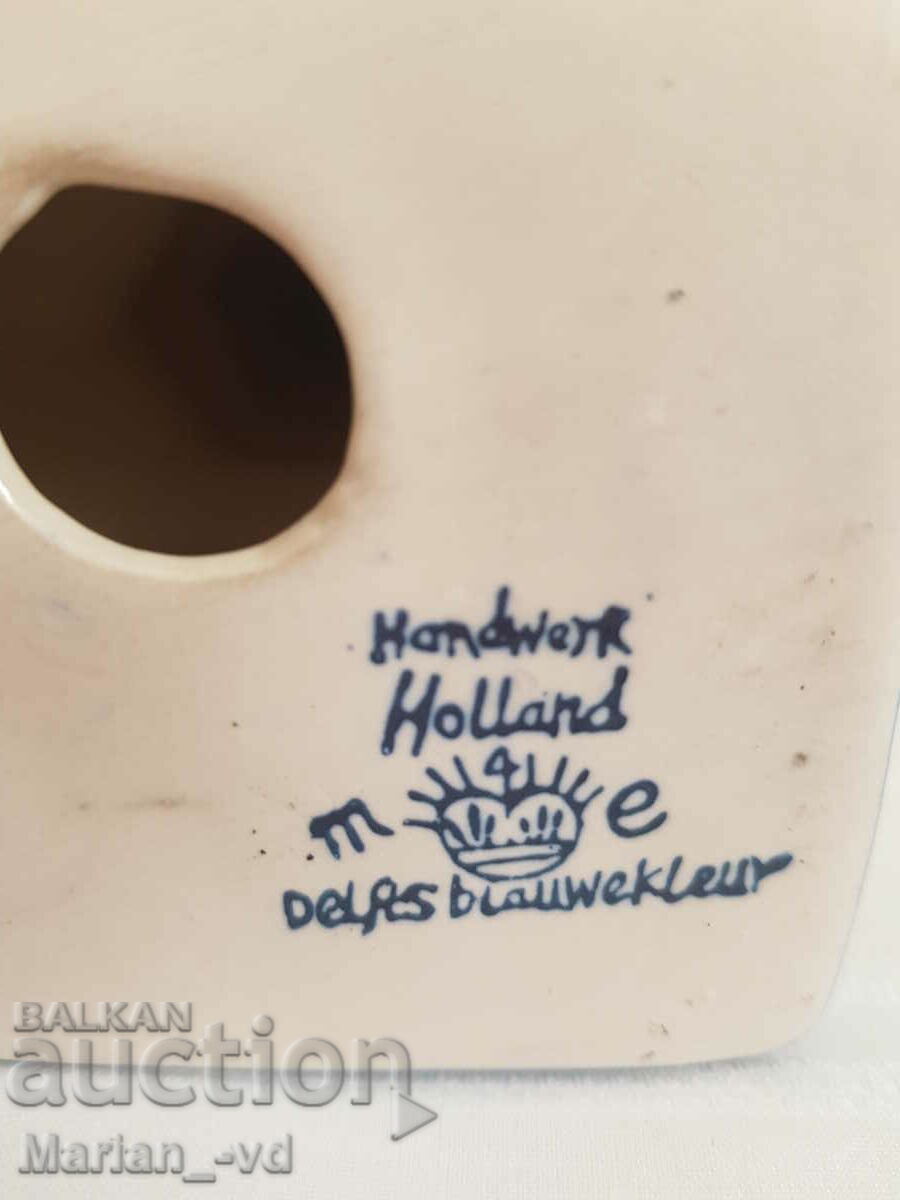 Handwerk
Holland
4
m e
Delfts blauwekleur
BALKAN
auction
Marian_-vd